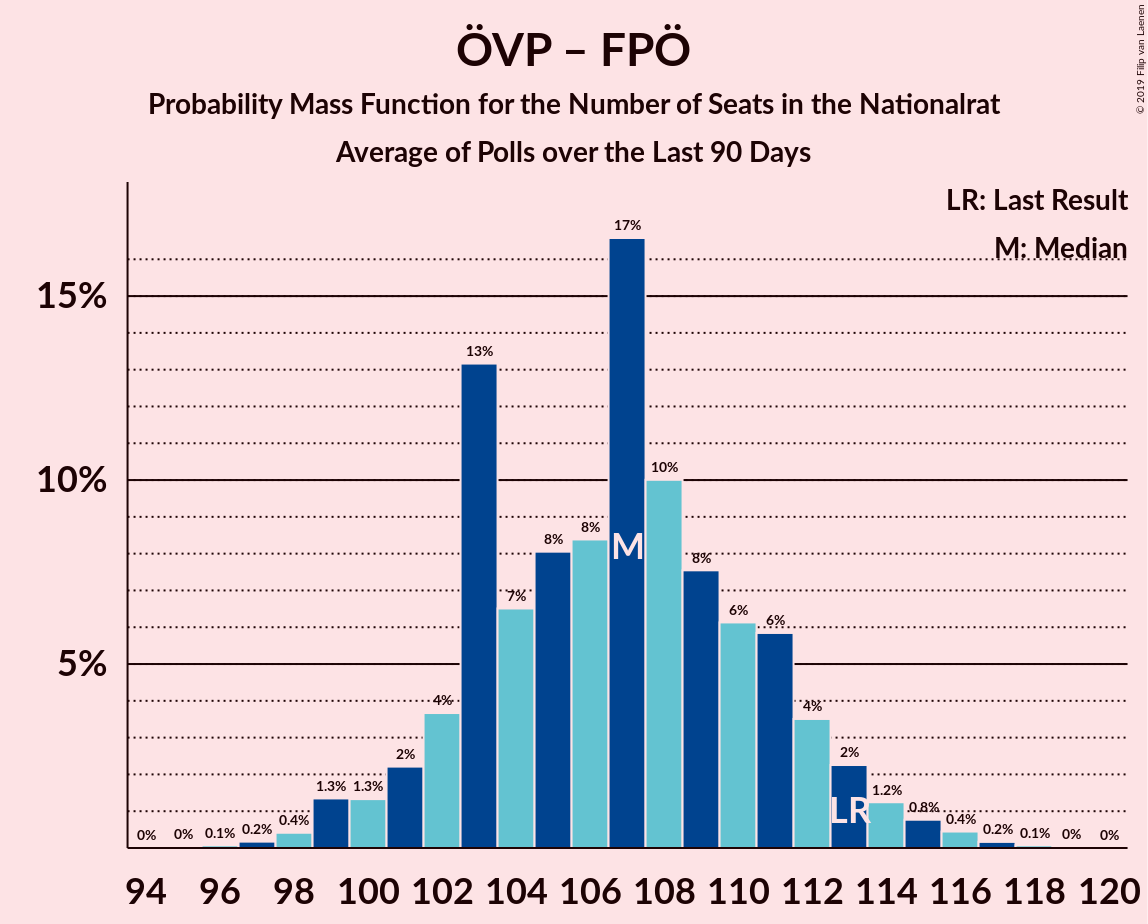 ÖVP – FPÖ
Probability Mass Function for the Number of Seats in the Nationalrat
Average of Polls over the Last 90 Days
© 2019 Filip van Laenen
LR: Last Result
M: Median
15%
10%
5%
0% 0% 0.1% 0.2% 0.4% 1.3% 1.3% 2% 4% 13% 7% 8% 8% 17% 10% 8% 6% 6% 4% 2% 1.2% 0.8% 0.4% 0.2% 0.1% 0% 0%
M
LR
94 96 98 100 102 104 106 108 110 112 114 116 118 120